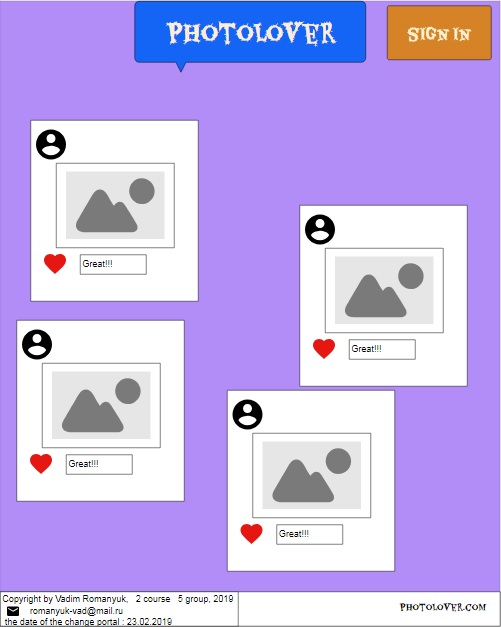 PHOTOLOVER
SIGN IN
Great!!!
Great!!!
Great!!!
Great!!!
Copyright by Vadim Romanyuk, 2 course 5 group, 2019
romanyuk-vad@mail.ru
the date of the change portal : 23.02.2019
PHOTOLOVER.COM